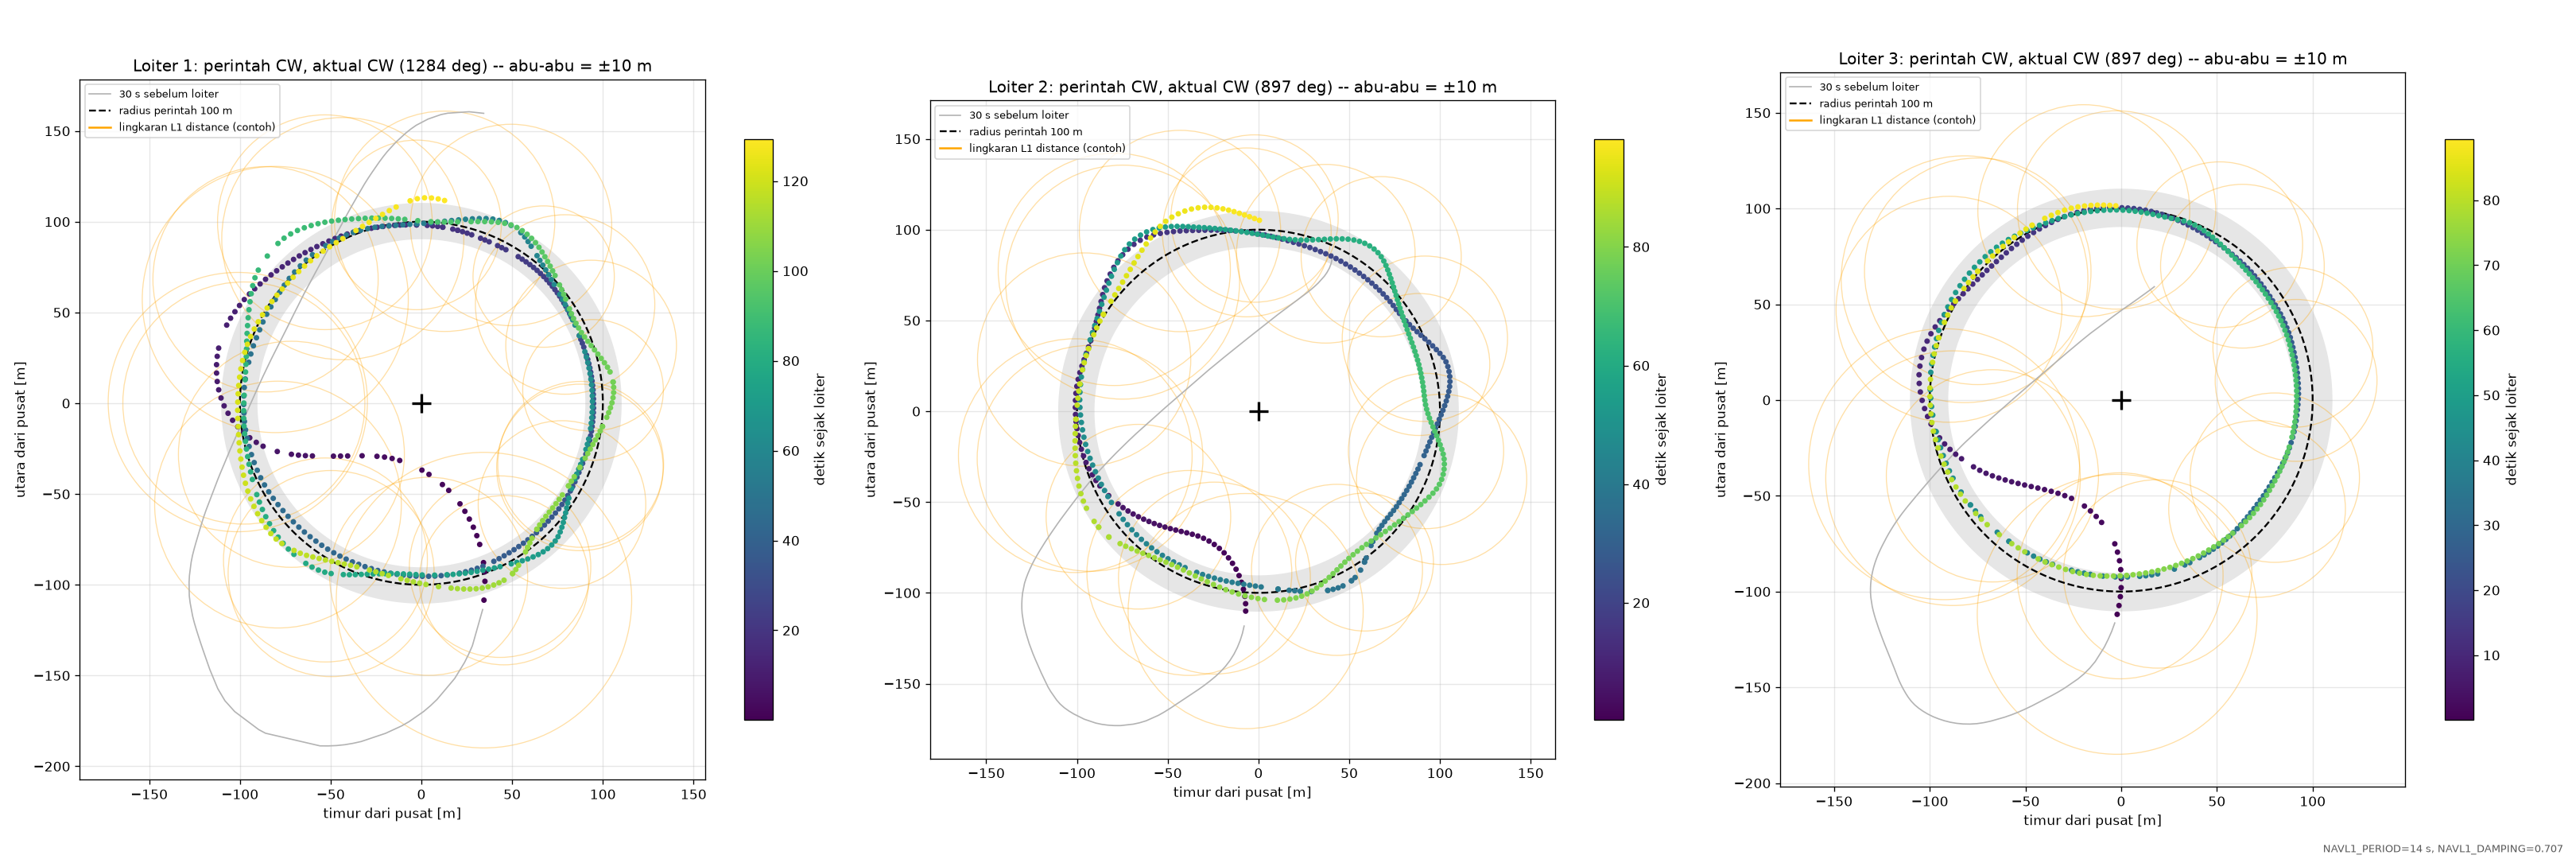 Loiter 1: perintah CW, aktual CW (1284 deg) -- abu-abu = ±10 m
30 s sebelum loiter
radius perintah 100 m
lingkaran L1 distance (contoh)
150
100
50
0
−50
−100
−150
−200
utara dari pusat [m]
−150
−100
−50
0
50
100
150
timur dari pusat [m]
120
100
80
60
40
20
detik sejak loiter
Loiter 2: perintah CW, aktual CW (897 deg) -- abu-abu = ±10 m
30 s sebelum loiter
radius perintah 100 m
lingkaran L1 distance (contoh)
150
100
50
0
−50
−100
−150
utara dari pusat [m]
−150
−100
−50
0
50
100
150
timur dari pusat [m]
80
60
40
20
detik sejak loiter
Loiter 3: perintah CW, aktual CW (897 deg) -- abu-abu = ±10 m
30 s sebelum loiter
radius perintah 100 m
lingkaran L1 distance (contoh)
150
100
50
0
−50
−100
−150
−200
utara dari pusat [m]
−150
−100
−50
0
50
100
timur dari pusat [m]
80
70
60
50
40
30
20
10
detik sejak loiter
NAVL1_PERIOD=14 s, NAVL1_DAMPING=0.707